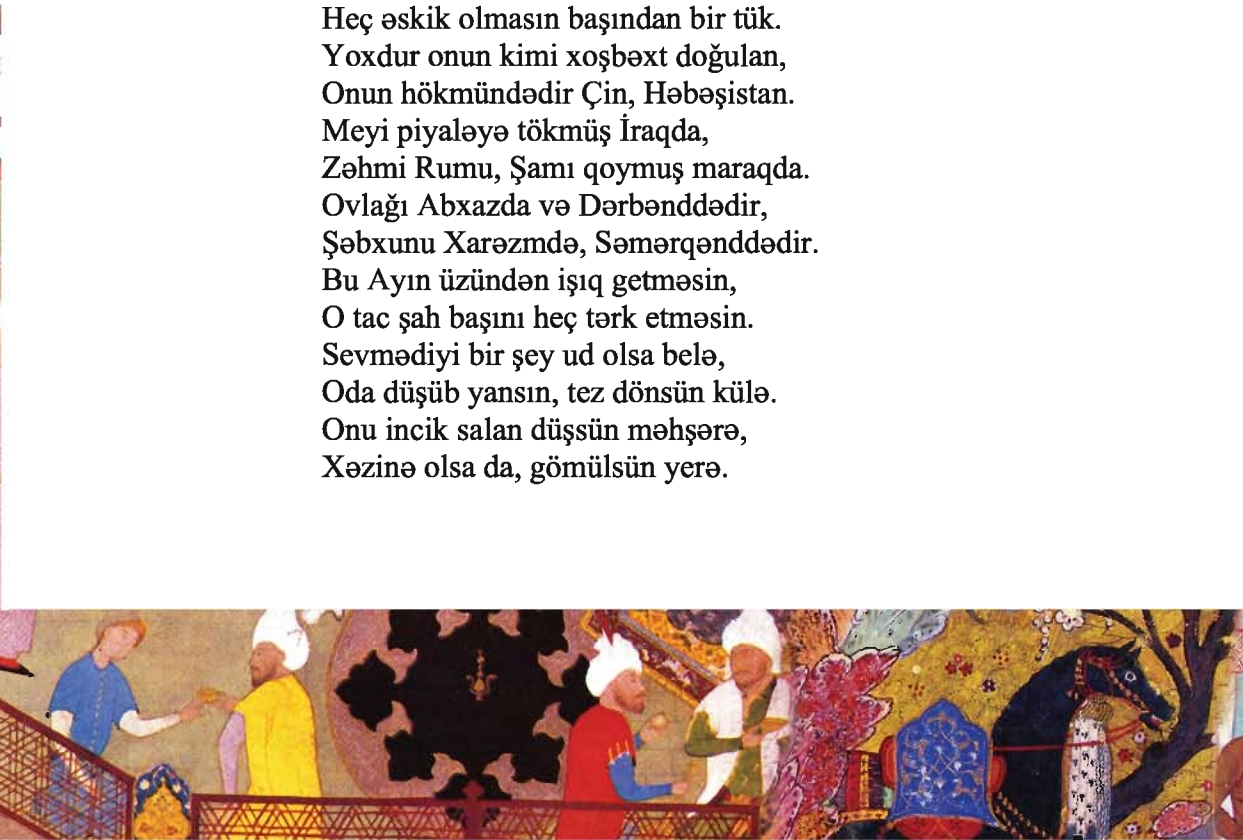 Heç əskik olmasın başından bir tük.
Yoxdur onun kimi xoşbəxt doğulan,
Onun hökmündədir Çin, Həbəşistan.
Meyi piyaləyə tökmüş İraqda,
Zəhmi Rumu, Şamı qoymuş maraqda.
Ovlağı Abxazda və Dərbənddədir,
Şəbxunu Xarəzmdə, Səmərqənddədir.
Bu Ayın üzündən işıq getməsin,
O tac şah başını heç tərk etməsin.
Sevmədiyi bir şey ud olsa belə,
Oda düşüb yansın, tez dönsün külə.
Onu incik salan düşsün məhşərə,
Xəzinə olsa da, gömülsün yerə.